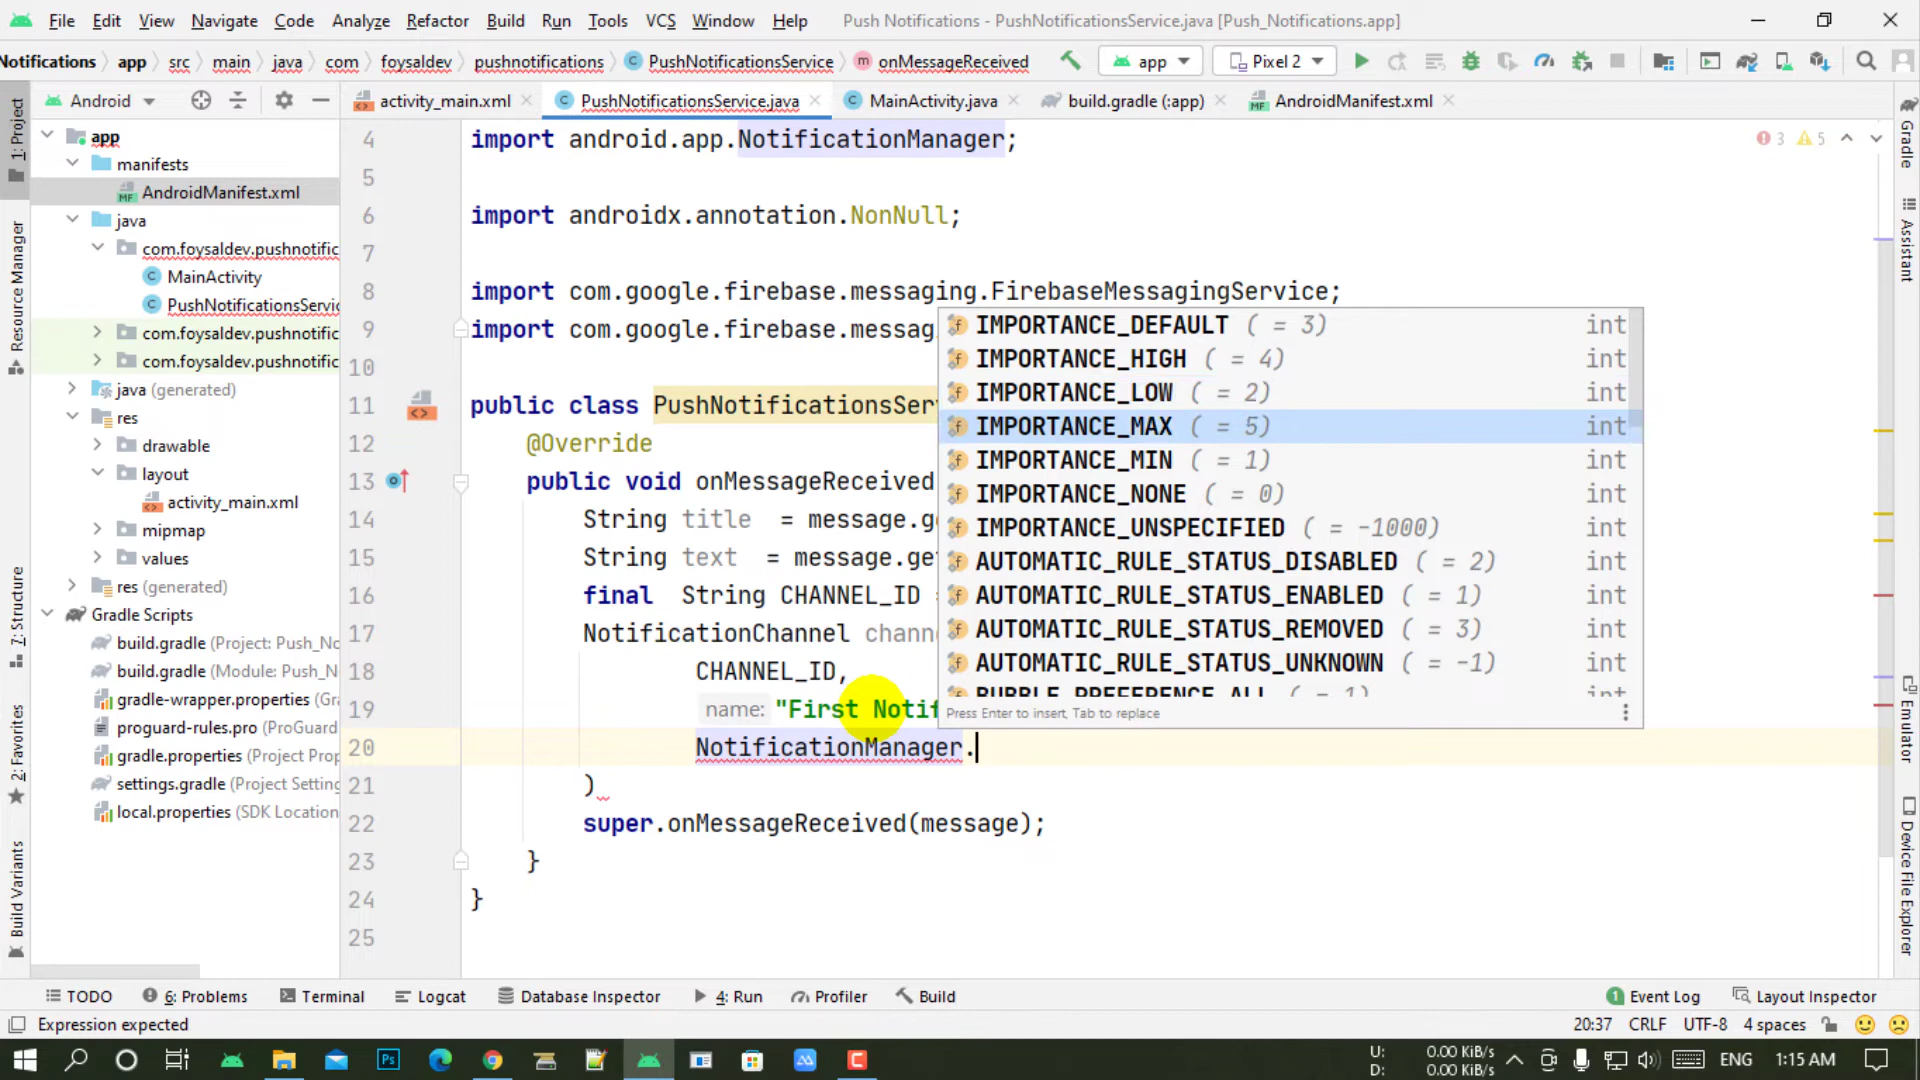 File Edit View Navigate Code Analyze Refactor Build Run Tools VCS Window Help Push Notifications - PushNotificationsService.java [Push_Notifications.app]
Notifications app src main java com foysaldev pushnotifications PushNotificationsService onMessageReceived app Pixel 2
Android activity_main.xml PushNotificationsService.java MainActivity.java build.gradle (:app) AndroidManifest.xml
1: Project
Resource Manager
7: Structure
2: Favorites
Build Variants
app
manifests
AndroidManifest.xml
java
com.foysaldev.pushnotific
MainActivity
PushNotificationsServic
com.foysaldev.pushnotific
com.foysaldev.pushnotific
java (generated)
res
drawable
layout
activity_main.xml
mipmap
values
res (generated)
Gradle Scripts
build.gradle (Project: Push_No
build.gradle (Module: Push_N
gradle-wrapper.properties (Gra
proguard-rules.pro (ProGuard
gradle.properties (Project Prop
settings.gradle (Project Setting
local.properties (SDK Location
3 5
4 import android.app.NotificationManager;
5
6 import androidx.annotation.NonNull;
7
8 import com.google.firebase.messaging.FirebaseMessagingService;
9 import com.google.firebase.messag
10
11 public class PushNotificationsSer
12 @Override
13 public void onMessageReceived
14 String title = message.g
15 String text = message.get
16 final String CHANNEL_ID =
17 NotificationChannel chann
18 CHANNEL_ID,
19 name: "First Notif
20 NotificationManager.
21 )
22 super.onMessageReceived(message);
23 }
24 }
25
IMPORTANCE_DEFAULT ( = 3) int
IMPORTANCE_HIGH ( = 4)
IMPORTANCE_LOW ( = 2) int
IMPORTANCE_MAX ( = 5) int
IMPORTANCE_MIN ( = 1) int
IMPORTANCE_NONE ( = 0) int
IMPORTANCE_UNSPECIFIED ( = -1000) int
AUTOMATIC_RULE_STATUS_DISABLED ( = 2) int
AUTOMATIC_RULE_STATUS_ENABLED ( = 1) int
AUTOMATIC_RULE_STATUS_REMOVED ( = 3) int
AUTOMATIC_RULE_STATUS_UNKNOWN ( = -1) int
BUBBLE_PREFERENCE_ALL ( = 1) int
Press Enter to insert, Tab to replace
Gradle
Assistant
Emulator
Device File Explorer
TODO 6: Problems Terminal Logcat Database Inspector 4: Run Profiler Build 1 Event Log Layout Inspector
Expression expected 20:37 CRLF UTF-8 4 spaces
U: 0.00 KiB/s
D: 0.00 KiB/s
ENG 1:15 AM